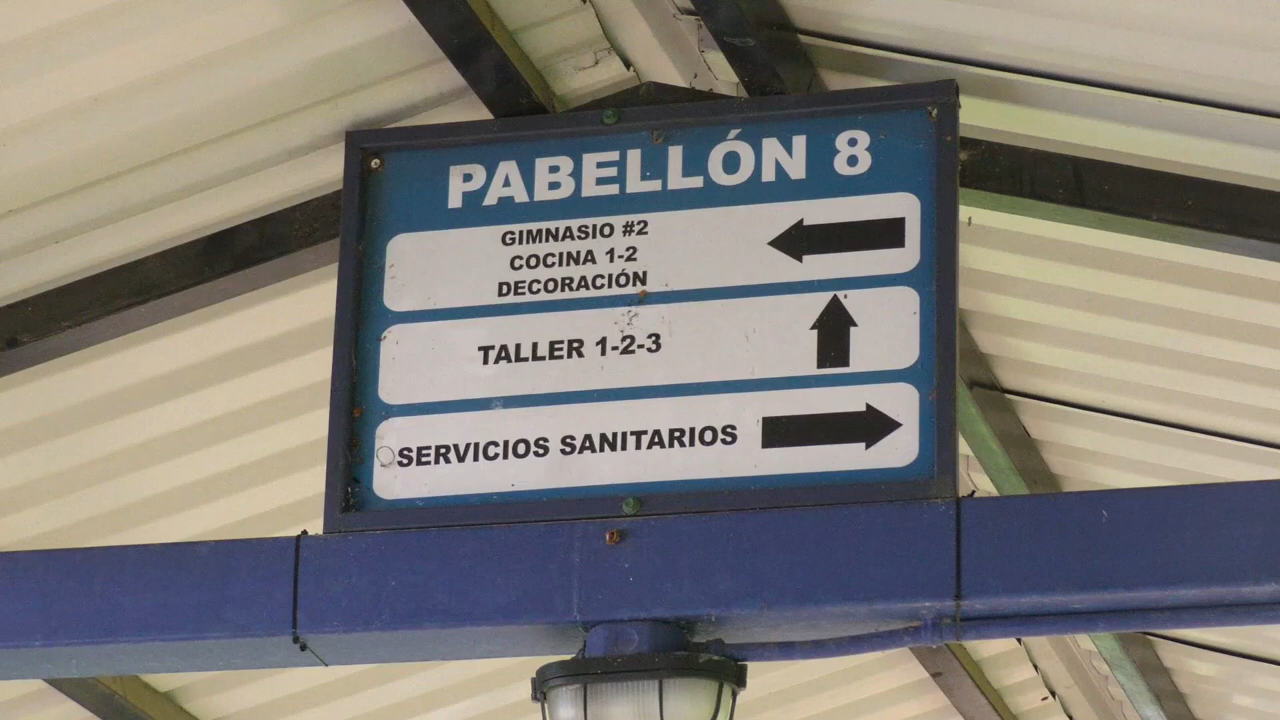 PABELLÓN 8
GIMNASIO #2
COCINA 1-2
DECORACIÓN
TALLER 1-2-3
SERVICIOS SANITARIOS